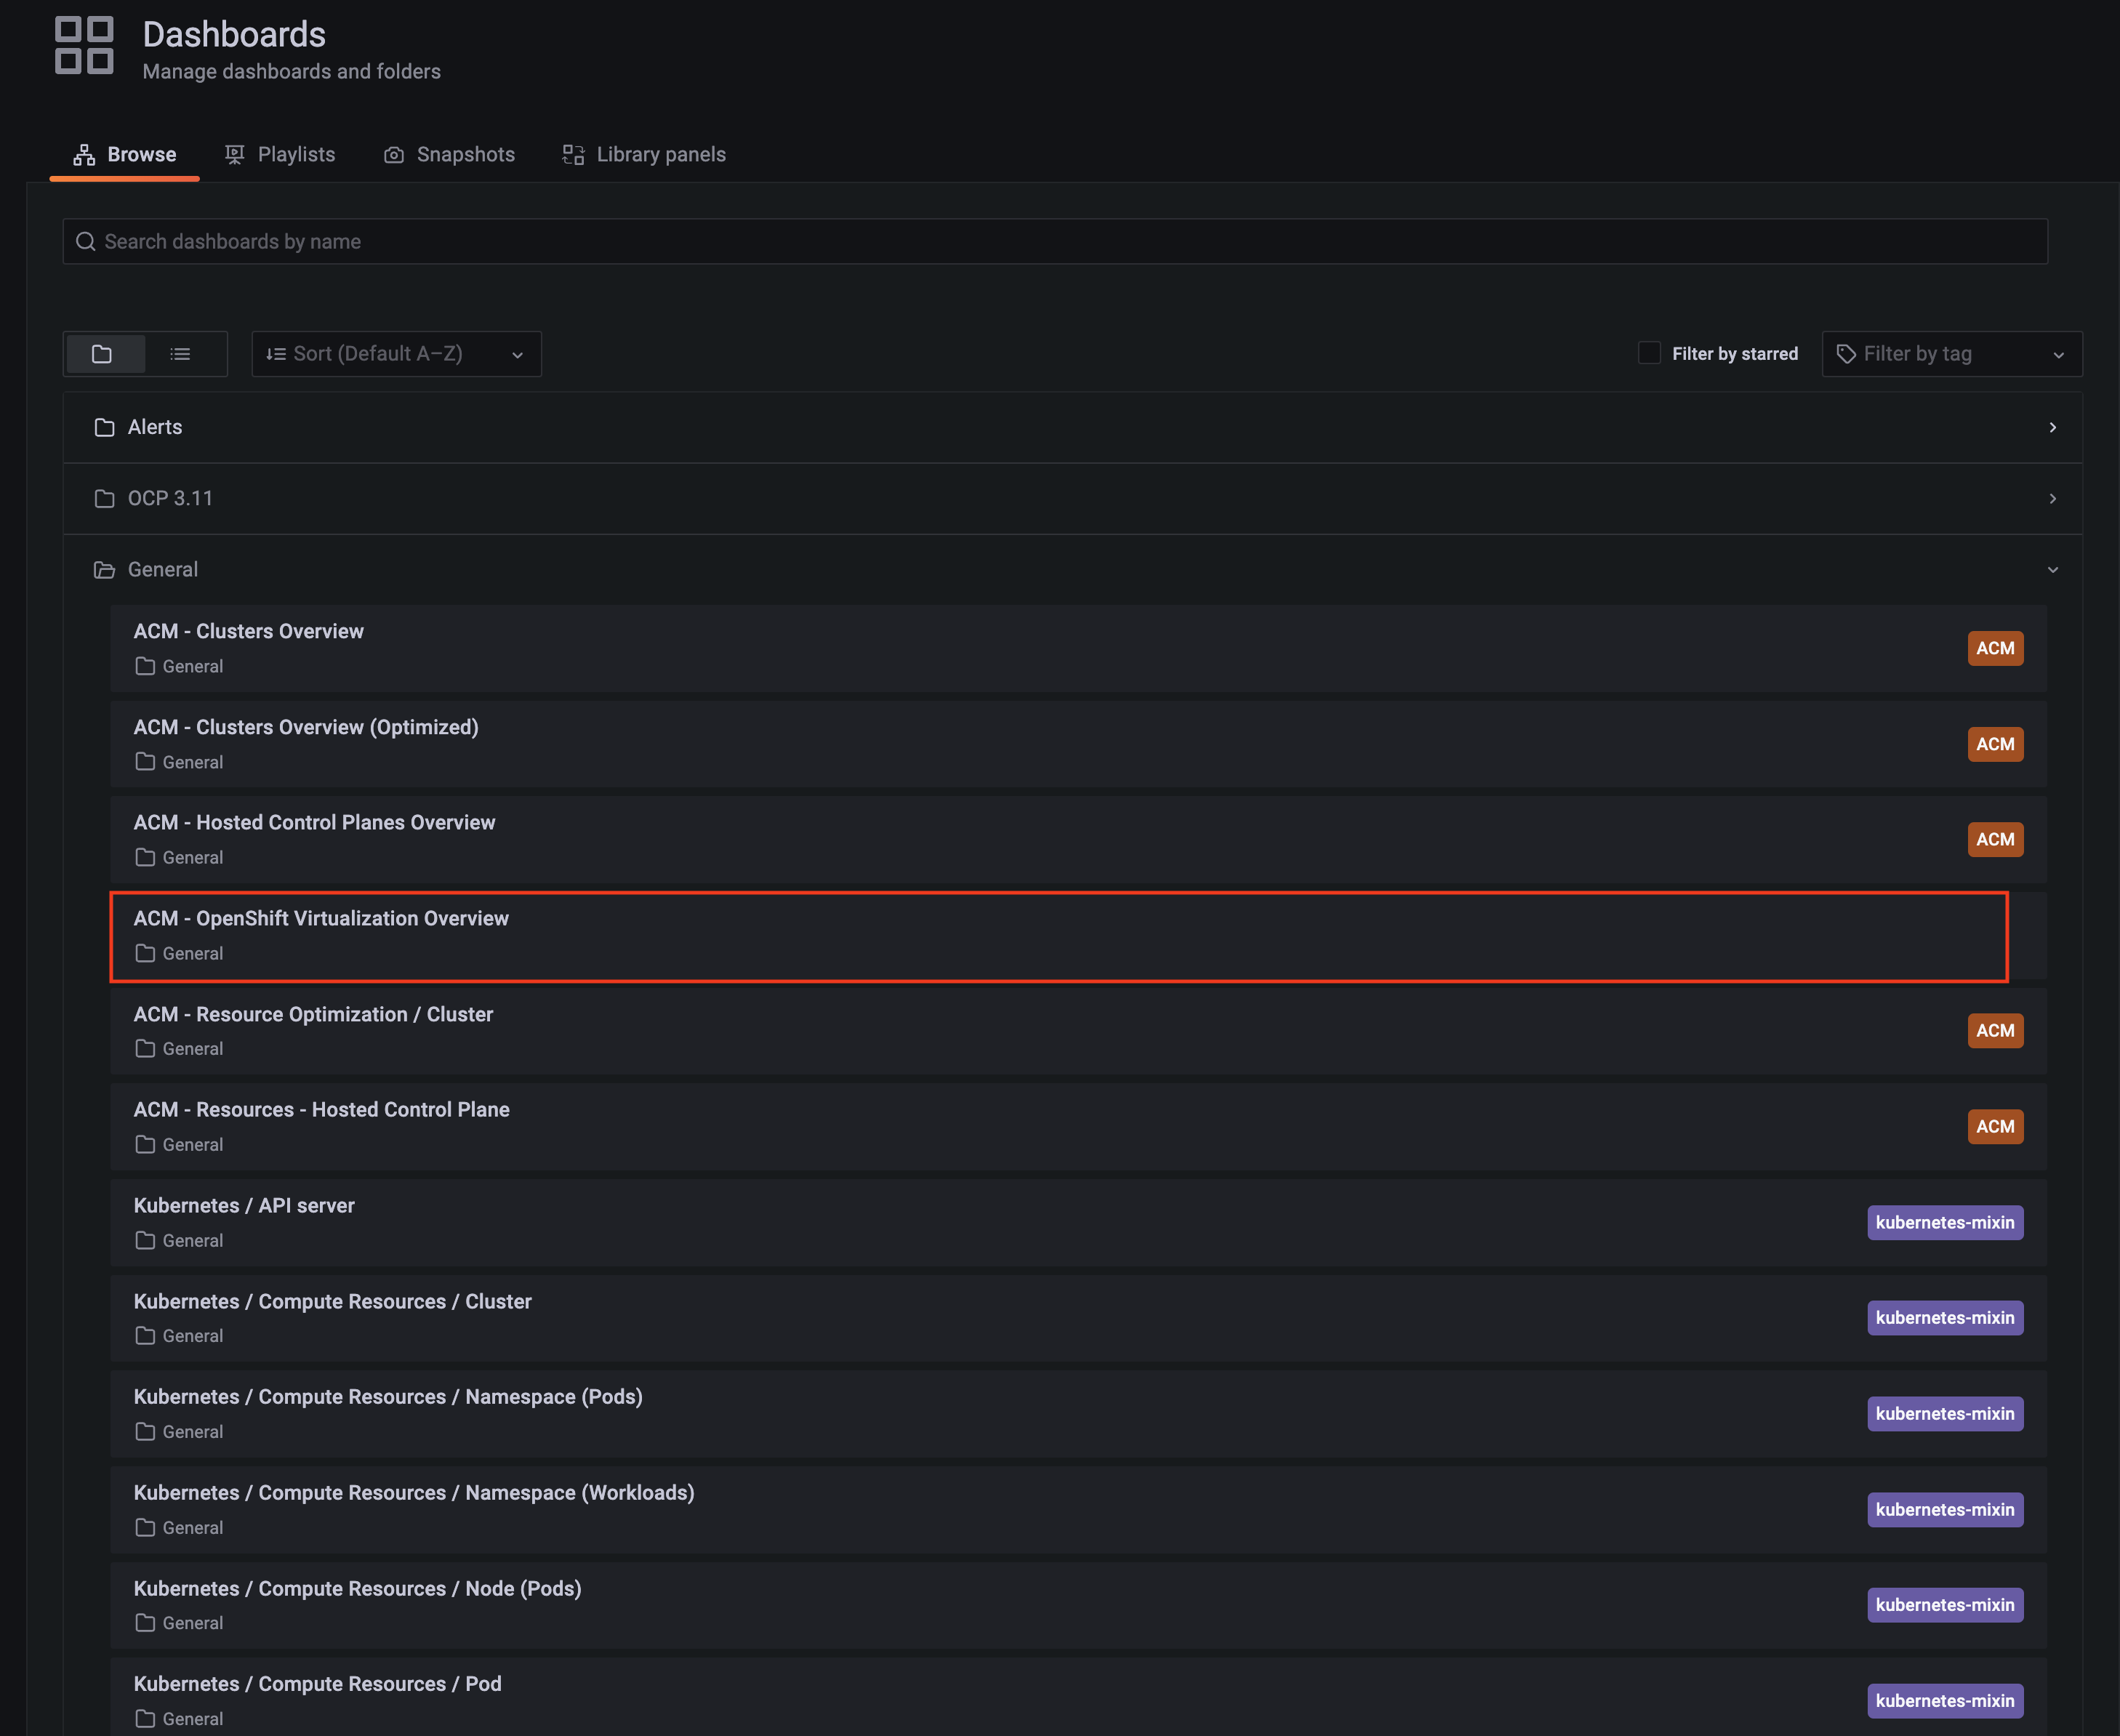 Dashboards
Manage dashboards and folders
Browse
Playlists
Snapshots
Library panels
Search dashboards by name
Sort (Default A–Z)
Filter by starred
Filter by tag
Alerts
OCP 3.11
General
ACM - Clusters Overview
General
ACM
ACM - Clusters Overview (Optimized)
General
ACM
ACM - Hosted Control Planes Overview
General
ACM
ACM - OpenShift Virtualization Overview
General
ACM - Resource Optimization / Cluster
General
ACM
ACM - Resources - Hosted Control Plane
General
ACM
Kubernetes / API server
General
kubernetes-mixin
Kubernetes / Compute Resources / Cluster
General
kubernetes-mixin
Kubernetes / Compute Resources / Namespace (Pods)
General
kubernetes-mixin
Kubernetes / Compute Resources / Namespace (Workloads)
General
kubernetes-mixin
Kubernetes / Compute Resources / Node (Pods)
General
kubernetes-mixin
Kubernetes / Compute Resources / Pod
General
kubernetes-mixin